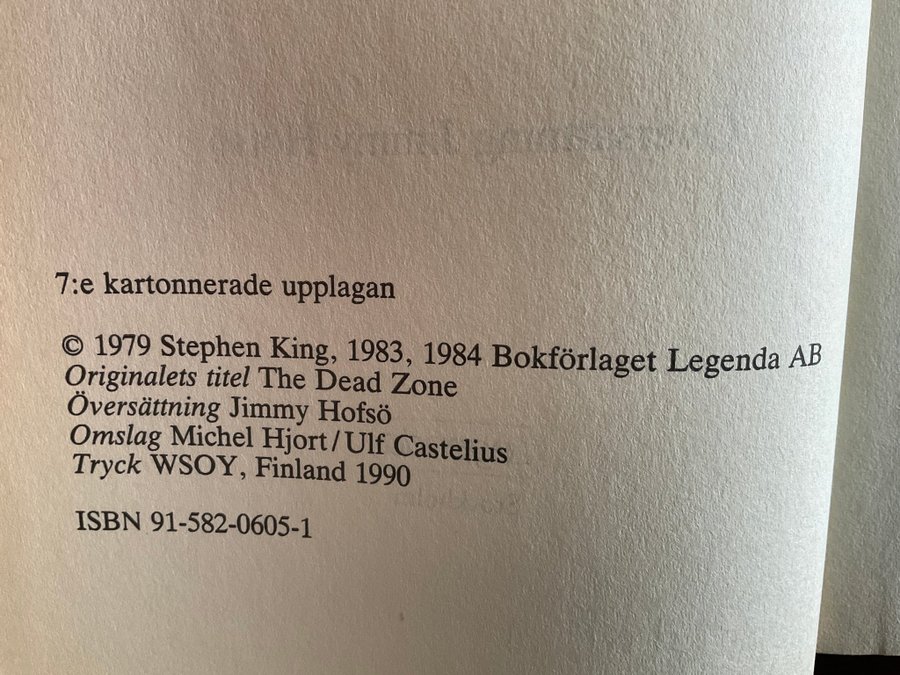 7:e kartonnerade upplagan
© 1979 Stephen King, 1983, 1984 Bokförlaget Legenda AB
Originalets titel The Dead Zone
Översättning Jimmy Hofsö
Omslag Michel Hjort/Ulf Castelius
Tryck WSOY, Finland 1990
ISBN 91-582-0605-1